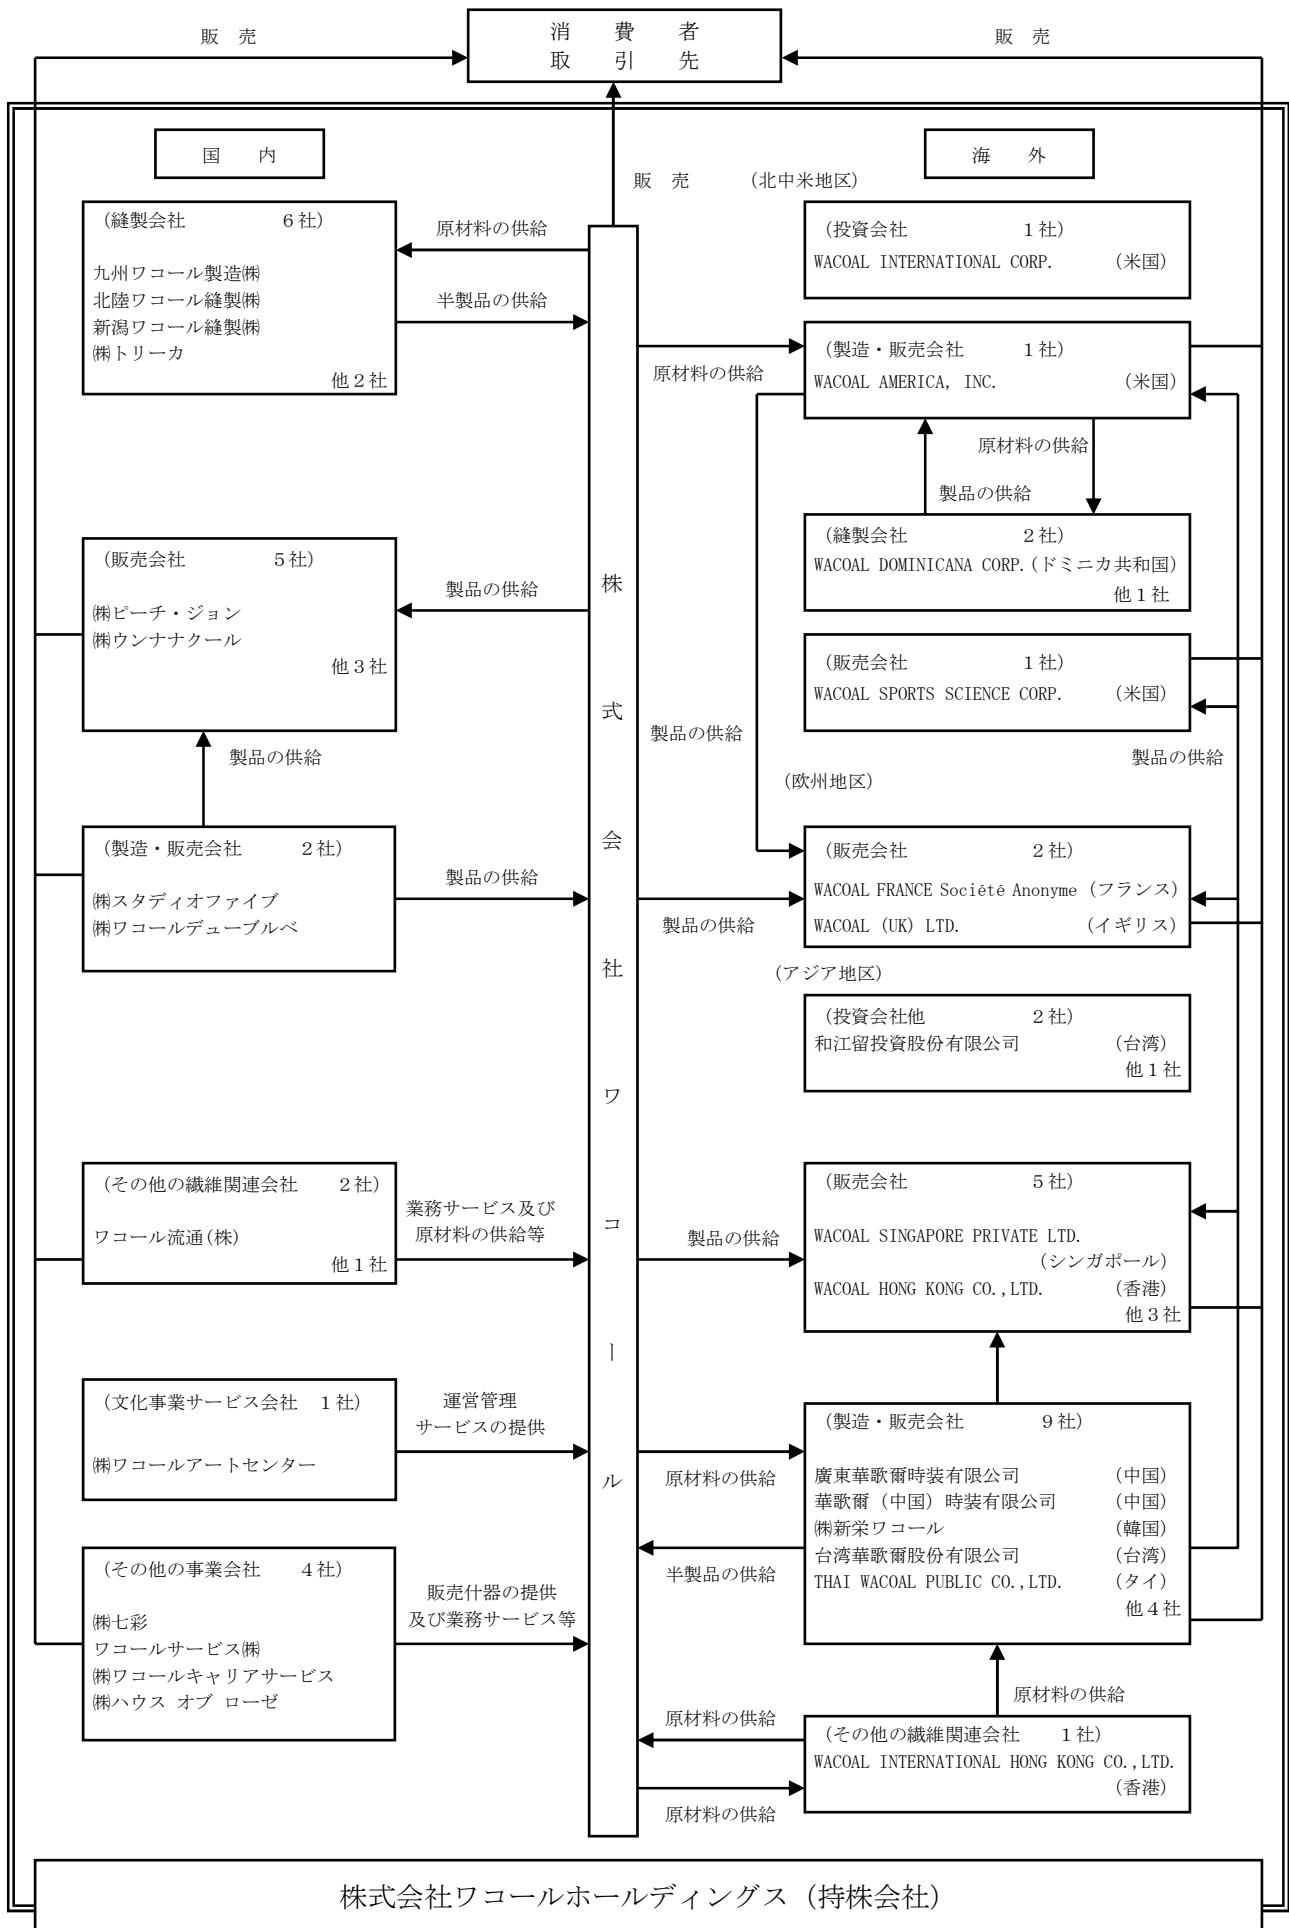 消　費　者
取　引　先
販　売
販　売
国　内
海　外
販　売
(北中米地区)
(縫製会社　６社)
九州ワコール製造㈱
北陸ワコール縫製㈱
新潟ワコール縫製㈱
㈱トリーカ
他２社
原材料の供給
半製品の供給
(販売会社　５社)
㈱ピーチ・ジョン
㈱ウンナナクール
他３社
製品の供給
製品の供給
(製造・販売会社　２社)
㈱スタディオファイブ
㈱ワコールデューブルベ
製品の供給
(その他の繊維関連会社　２社)
ワコール流通(株)
他１社
業務サービス及び
原材料の供給等
(文化事業サービス会社　１社)
㈱ワコールアートセンター
運営管理
サービスの提供
(その他の事業会社　４社)
㈱七彩
ワコールサービス㈱
㈱ワコールキャリアサービス
㈱ハウス オブ ローゼ
販売什器の提供
及び業務サービス等
株式会社ワコール
(投資会社　１社)
WACOAL INTERNATIONAL CORP.　(米国)
(製造・販売会社　１社)
WACOAL AMERICA, INC.　(米国)
原材料の供給
原材料の供給
製品の供給
(縫製会社　２社)
WACOAL DOMINICANA CORP.(ドミニカ共和国)
他１社
(販売会社　１社)
WACOAL SPORTS SCIENCE CORP.　(米国)
製品の供給
製品の供給
(欧州地区)
(販売会社　２社)
WACOAL FRANCE Société Anonyme (フランス)
WACOAL (UK) LTD.　(イギリス)
製品の供給
(アジア地区)
(投資会社他　２社)
和江留投資股份有限公司　(台湾)
他１社
(販売会社　５社)
WACOAL SINGAPORE PRIVATE LTD.
(シンガポール)
WACOAL HONG KONG CO.,LTD.　(香港)
他３社
製品の供給
(製造・販売会社　９社)
廣東華歌爾時装有限公司　(中国)
華歌爾（中国）時装有限公司　(中国)
㈱新栄ワコール　(韓国)
台湾華歌爾股份有限公司　(台湾)
THAI WACOAL PUBLIC CO.,LTD.　(タイ)
他４社
原材料の供給
半製品の供給
原材料の供給
原材料の供給
(その他の繊維関連会社　１社)
WACOAL INTERNATIONAL HONG KONG CO.,LTD.
(香港)
原材料の供給
株式会社ワコールホールディングス（持株会社）